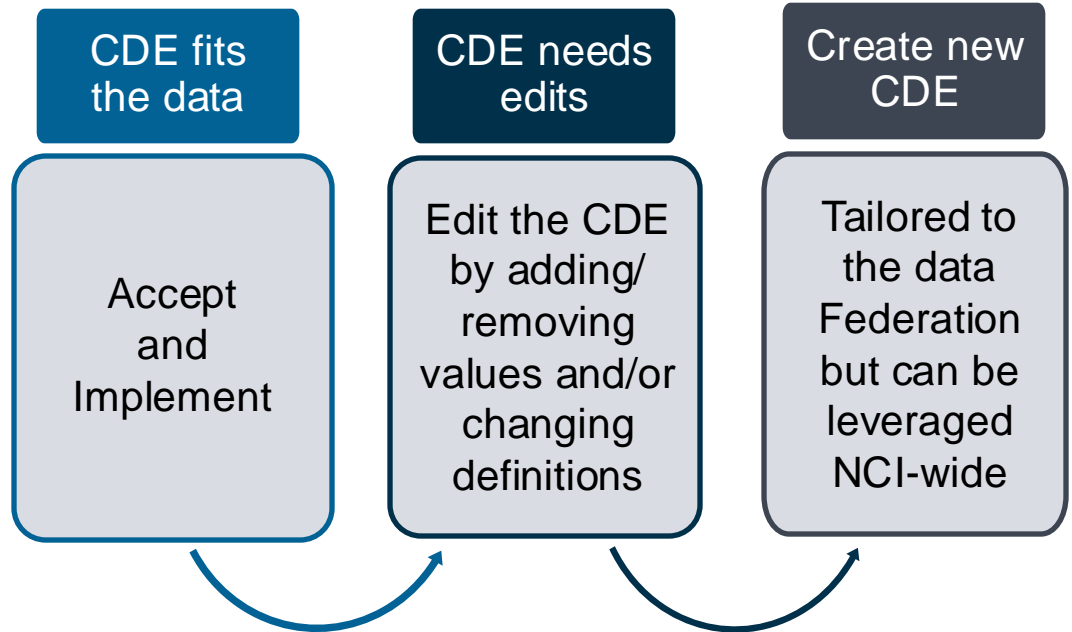 CDE fits
the data
Accept
and
Implement
CDE needs
edits
Edit the CDE
by adding/
removing
values and/or
changing
definitions
Create new
CDE
Tailored to
the data
Federation
but can be
leveraged
NCI-wide